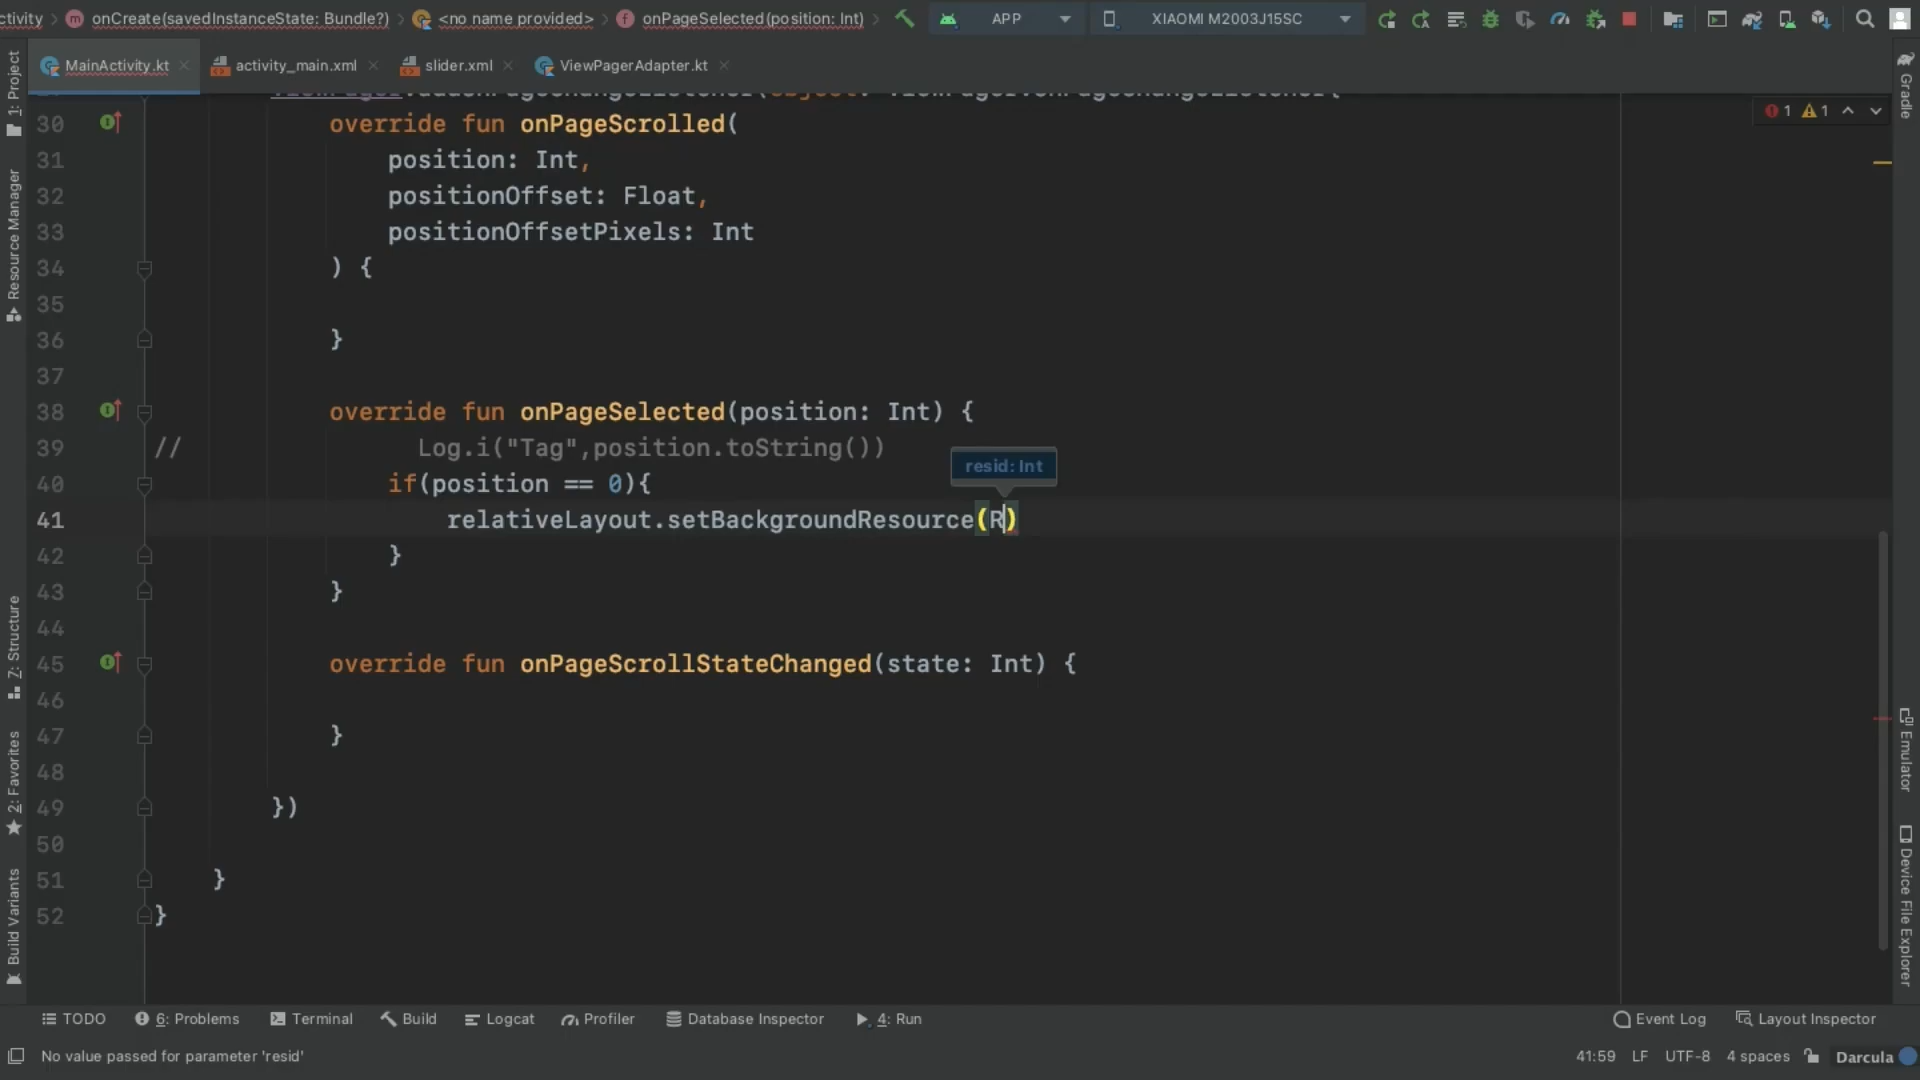 ctivity onCreate(savedInstanceState: Bundle?) <no name provided> onPageSelected(position: Int) APP XIAOMI M2003J15SC
MainActivity.kt activity_main.xml slider.xml ViewPagerAdapter.kt
1: Project
Resource Manager
Z: Structure
2: Favorites
Build Variants
1 1
30 override fun onPageScrolled(
31 position: Int,
32 positionOffset: Float,
33 positionOffsetPixels: Int
34 ) {
35
36 }
37
38 override fun onPageSelected(position: Int) {
39 // Log.i("Tag",position.toString())
resid: Int
40 if(position == 0){
41 relativeLayout.setBackgroundResource(R)
42 }
43 }
44
45 override fun onPageScrollStateChanged(state: Int) {
46
47 }
48
49 })
50
51 }
52 }
Gradle
Emulator
Device File Explorer
TODO 6: Problems Terminal Build Logcat Profiler Database Inspector 4: Run Event Log Layout Inspector
No value passed for parameter 'resid' 41:59 LF UTF-8 4 spaces Darcula